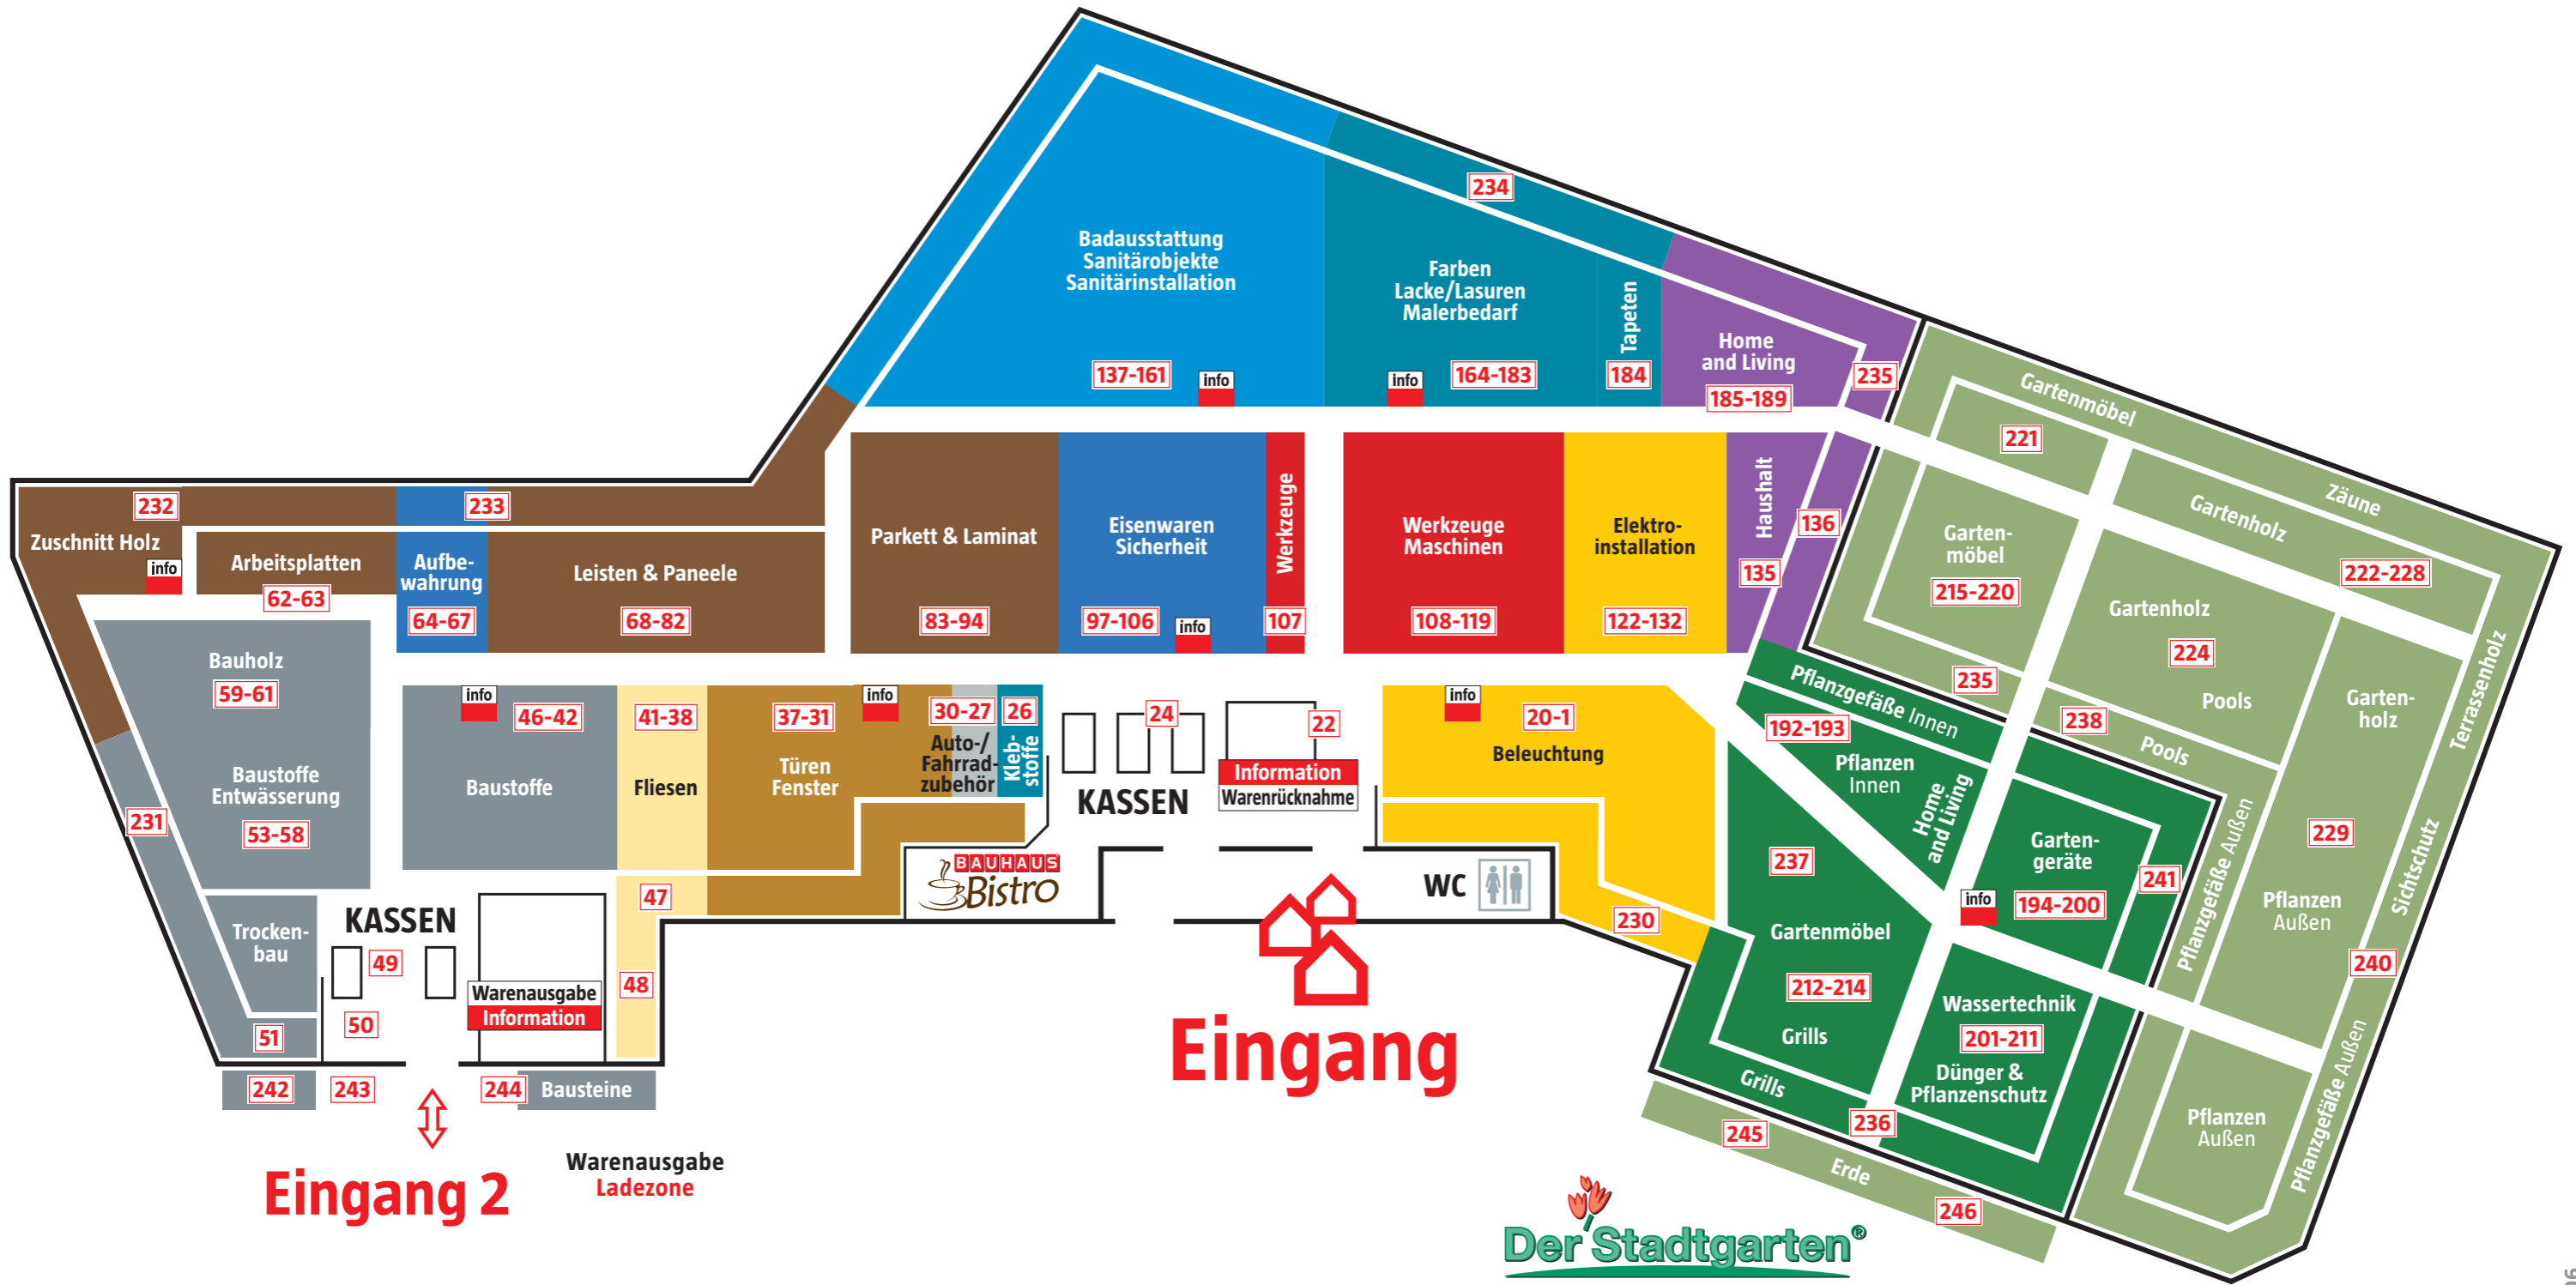 234
Badausstattung
Sanitärobjekte
Sanitärinstallation
137-161
info
Farben
Lacke/Lasuren
Malerbedarf
info
164-183
Tapeten
184
Home
and Living
185-189
235
232
Zuschnitt Holz
info
233
Arbeitsplatten
62-63
Aufbe-
wahrung
64-67
Leisten & Paneele
68-82
Parkett & Laminat
83-94
Eisenwaren
Sicherheit
97-106
info
Werkzeuge
107
Werkzeuge
Maschinen
108-119
Elektro-
installation
122-132
Haushalt
135
136
Gartenmöbel
221
Zäune
Gartenholz
222-228
Garten-
möbel
215-220
235
Gartenholz
224
Pools
238
Pools
Garten-
holz
229
Pflanzen
Außen
Terrassenholz
Sichtschutz
240
Pflanzgefäße Außen
Pflanzgefäße Außen
Pflanzen
Außen
Bauholz
59-61
Baustoffe
Entwässerung
53-58
231
Trocken-
bau
51
info
46-42
Baustoffe
41-38
Fliesen
47
48
37-31
Türen
Fenster
info
30-27
Auto-/
Fahrrad-
zubehör
26
Kleb-
stoffe
24
KASSEN
22
Information
Warenrücknahme
info
20-1
Beleuchtung
230
BAUHAUS
Bistro
WC
Eingang
KASSEN
49
50
Warenausgabe
Information
242
243
244
Bausteine
Eingang 2
Warenausgabe
Ladezone
Pflanzgefäße Innen
192-193
Pflanzen
Innen
Home
and Living
237
Gartenmöbel
212-214
Grills
Grills
236
Garten-
geräte
info
194-200
241
Wassertechnik
201-211
Dünger &
Pflanzenschutz
245
Erde
246
Der Stadtgarten®